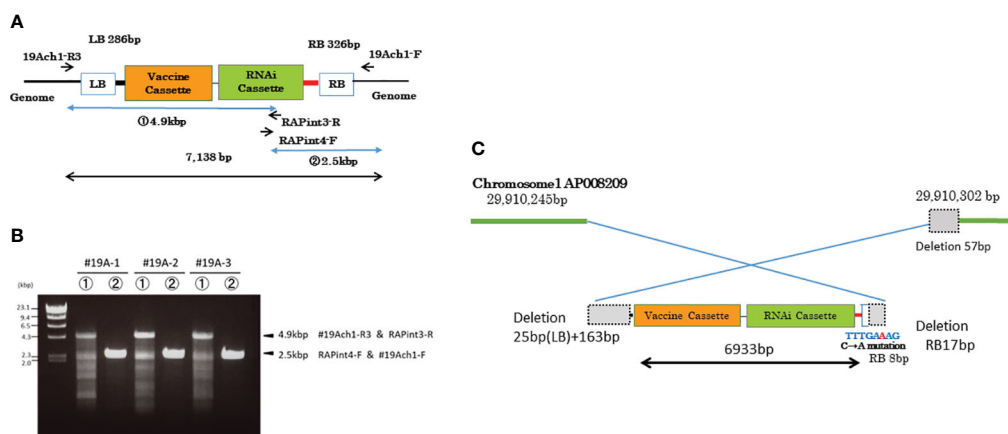 A
LB 286bp
RB 326bp
19Ach1-R3
19Ach1-F
LB
Vaccine
Cassette
RNAi
Cassette
RB
Genome
Genome
①4.9kbp
RAPint3-R
RAPint4-F
②2.5kbp
7,138 bp
B
#19A-1
#19A-2
#19A-3
(kbp)
①
②
①
②
①
②
23.1
9.4
6.5
4.3
2.3
2.0
4.9kbp #19Ach1-R3 & RAPint3-R
2.5kbp RAPint4-F & #19Ach1-F
C
Chromosome1 AP008209
29,910,245bp
29,910,302 bp
Deletion 57bp
Deletion
25bp(LB)+163bp
Vaccine Cassette
RNAi Cassette
6933bp
TTTGAAAG
C→A mutation
RB 8bp
Deletion
RB17bp